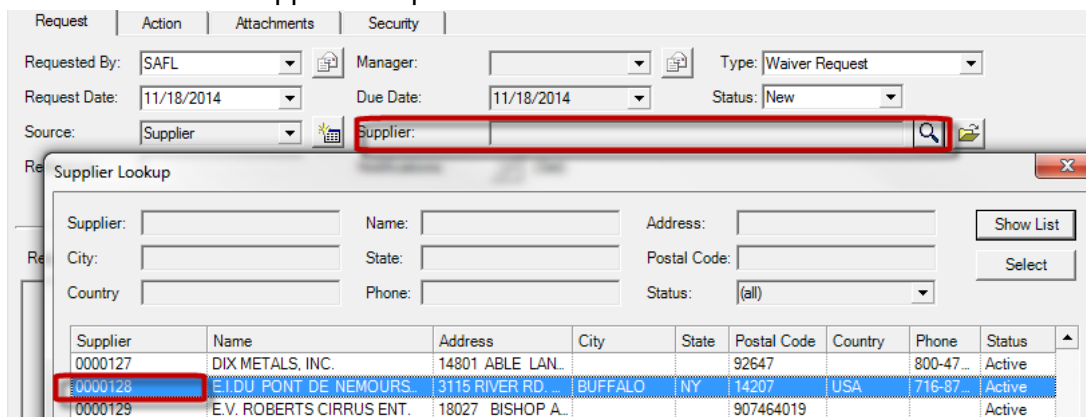 Request Action Attachments Security
Requested By: SAFL Manager: Type: Waiver Request
Request Date: 11/18/2014 Due Date: 11/18/2014 Status: New
Source: Supplier Supplier:
Re
Supplier Lookup x
Supplier: Name: Address: Show List
Re City: State: Postal Code: Select
Country Phone: Status: (all)
Supplier Name Address City State Postal Code Country Phone Status
0000127 DIX METALS, INC. 14801 ABLE LAN... 92647 800-47... Active
0000128 E.I.DU PONT DE NEMOURS... 3115 RIVER RD. ... BUFFALO NY 14207 USA 716-87... Active
0000129 E.V. ROBERTS CIRRUS ENT. 18027 BISHOP A... 907464019 Active